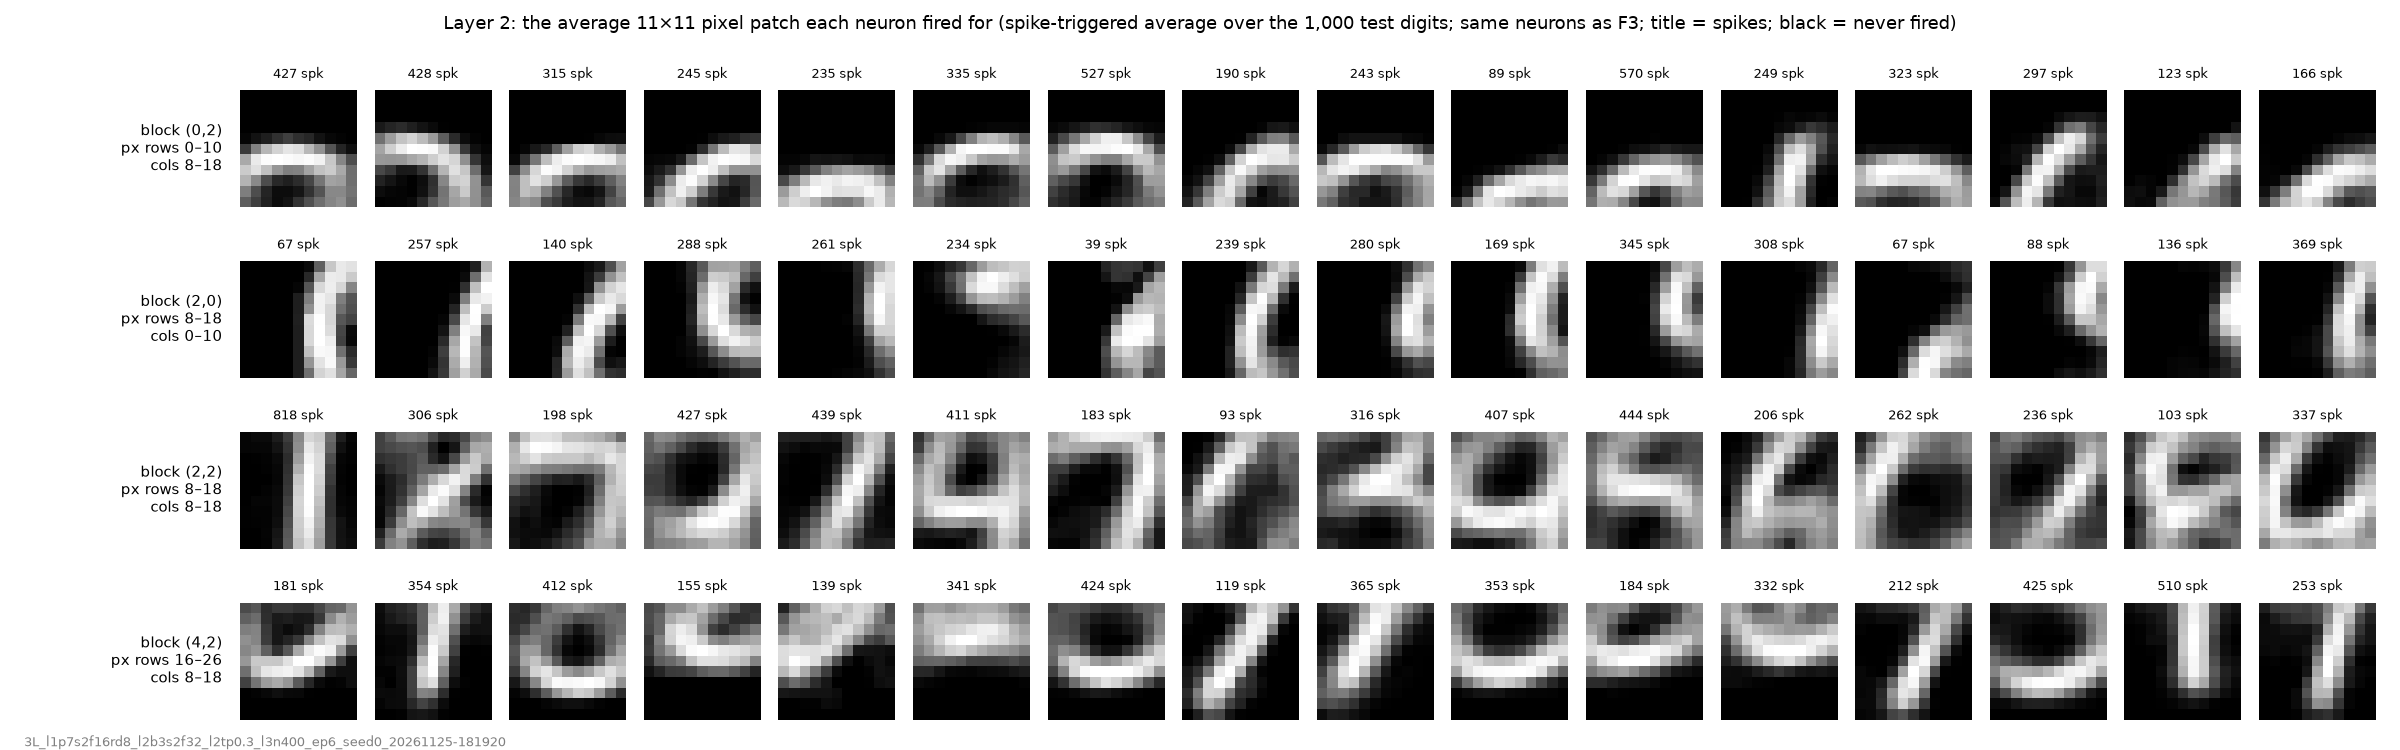 Layer 2: the average 11×11 pixel patch each neuron fired for (spike-triggered average over the 1,000 test digits; same neurons as F3; title = spikes; black = never fired)
427 spk 428 spk 315 spk 245 spk 235 spk 335 spk 527 spk 190 spk 243 spk 89 spk 570 spk 249 spk 323 spk 297 spk 123 spk 166 spk
block (0,2)
px rows 0–10
cols 8–18
67 spk 257 spk 140 spk 288 spk 261 spk 234 spk 39 spk 239 spk 280 spk 169 spk 345 spk 308 spk 67 spk 88 spk 136 spk 369 spk
block (2,0)
px rows 8–18
cols 0–10
818 spk 306 spk 198 spk 427 spk 439 spk 411 spk 183 spk 93 spk 316 spk 407 spk 444 spk 206 spk 262 spk 236 spk 103 spk 337 spk
block (2,2)
px rows 8–18
cols 8–18
181 spk 354 spk 412 spk 155 spk 139 spk 341 spk 424 spk 119 spk 365 spk 353 spk 184 spk 332 spk 212 spk 425 spk 510 spk 253 spk
block (4,2)
px rows 16–26
cols 8–18
3L_l1p7s2f16rd8_l2b3s2f32_l2tp0.3_l3n400_ep6_seed0_20261125-181920